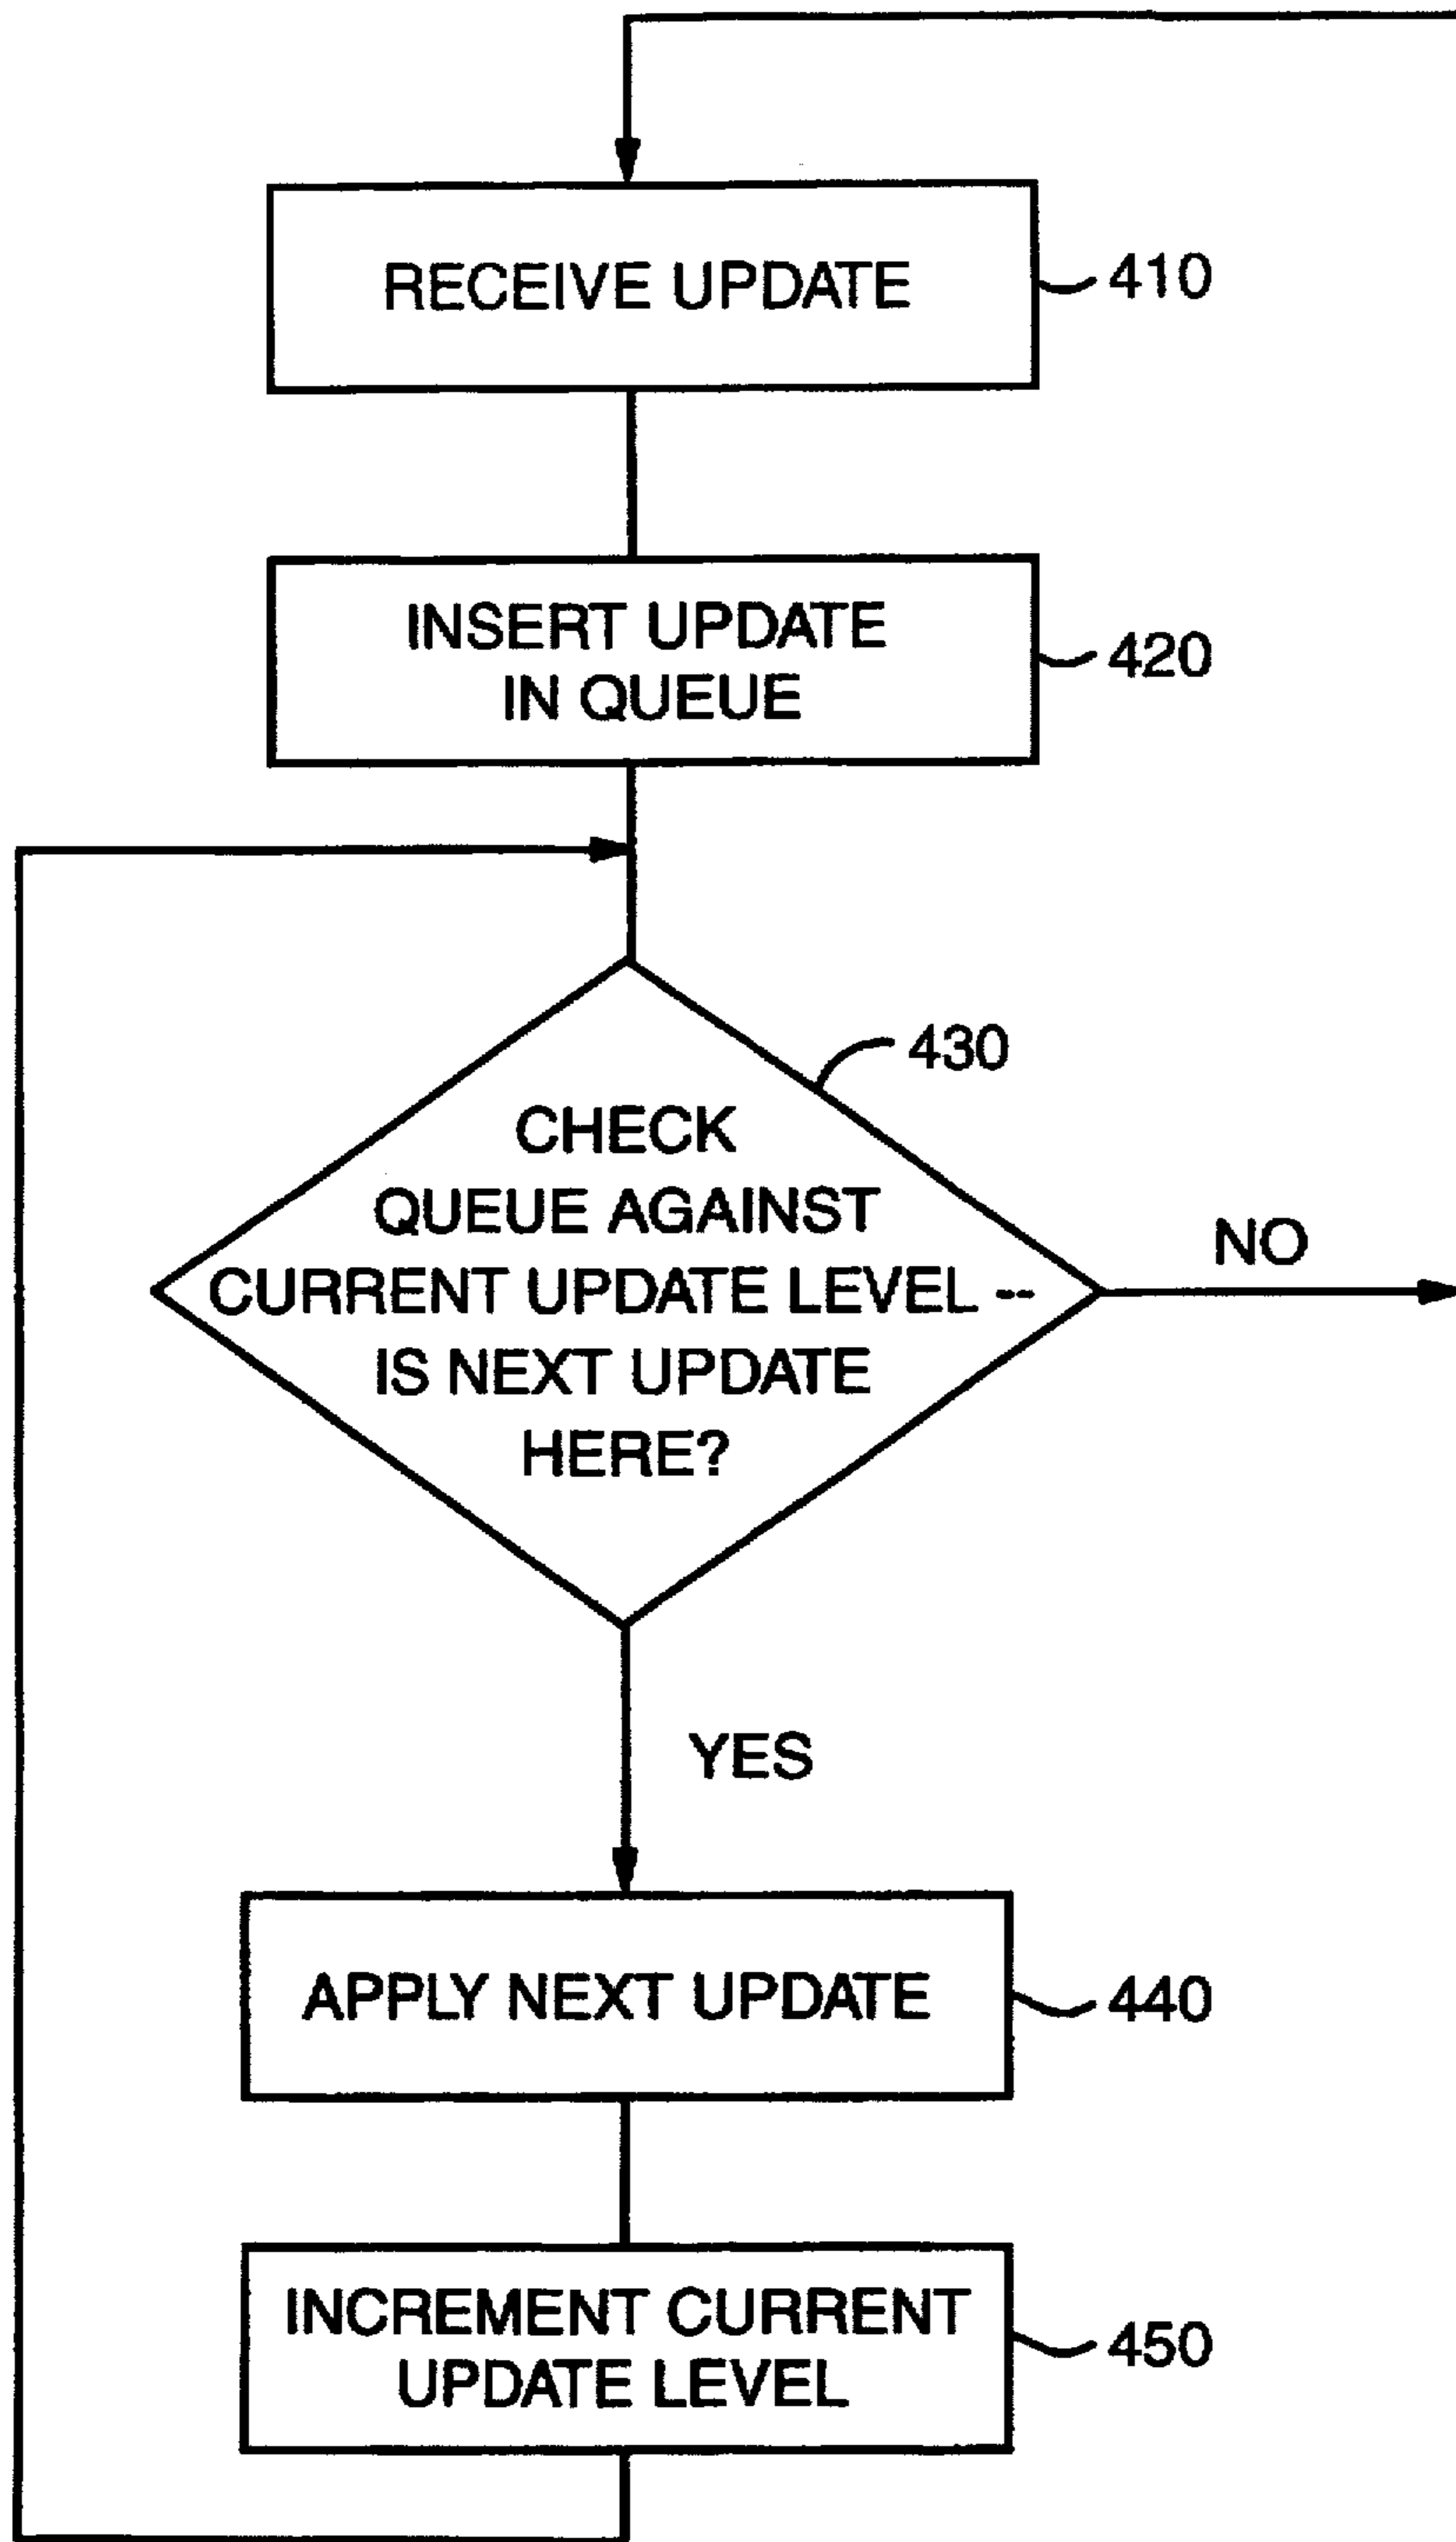 RECEIVE UPDATE
410
INSERT UPDATE
IN QUEUE
420
430
CHECK
QUEUE AGAINST
CURRENT UPDATE LEVEL --
IS NEXT UPDATE
HERE?
NO
YES
APPLY NEXT UPDATE
440
INCREMENT CURRENT
UPDATE LEVEL
450